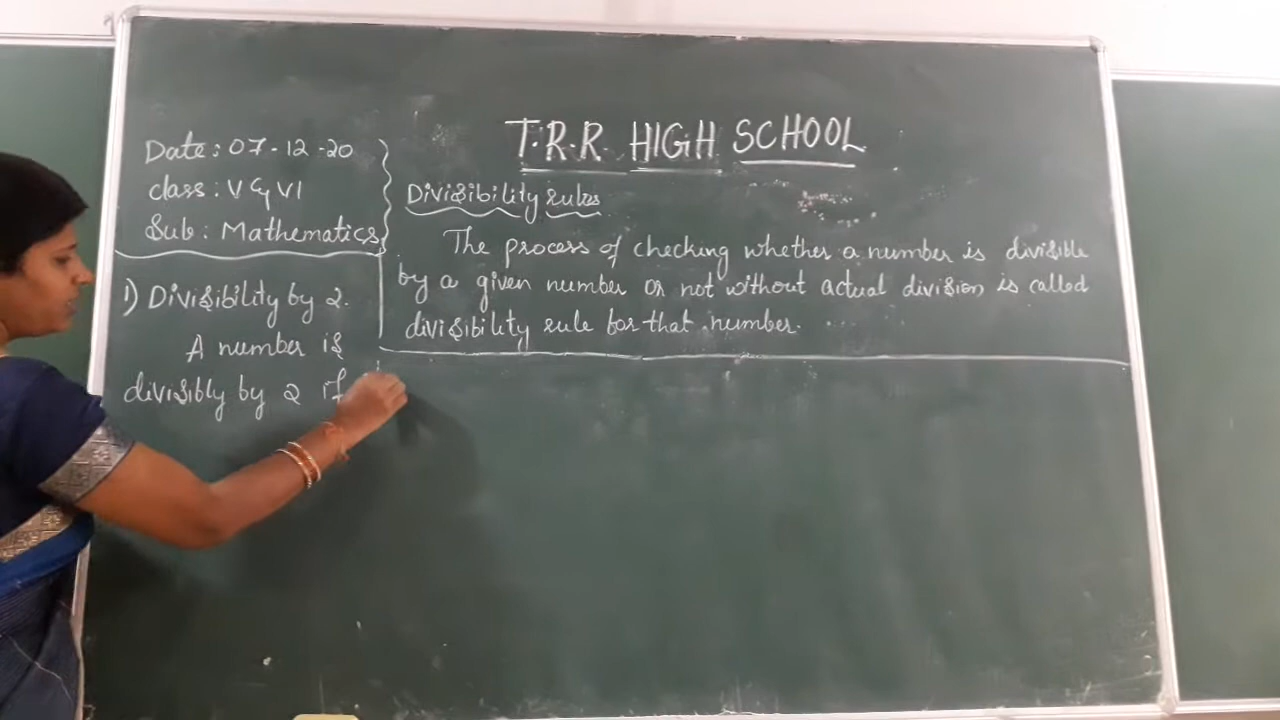 T.R.R. HIGH SCHOOL
Date : 07-12-20
class : V & VI
Sub : Mathematics
Divisibility rules
The process of checking whether a number is divisible
by a given number or not without actual division is called
divisibility rule for that number.
1) Divisibility by 2.
A number is
divisibly by 2 if